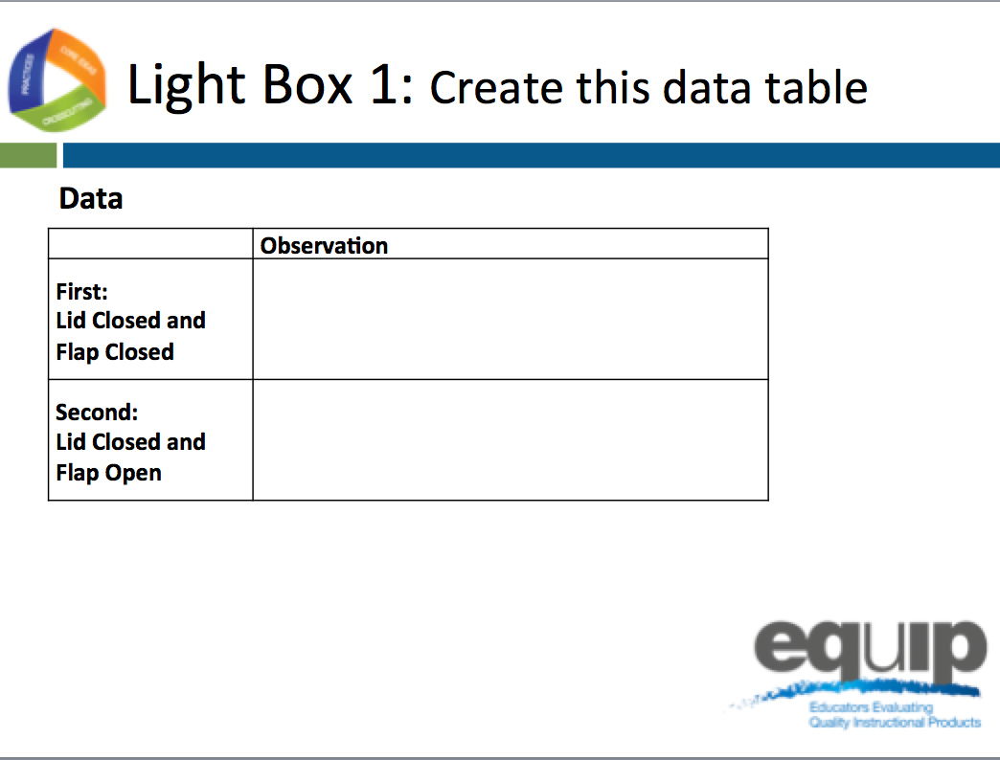 PRACTICES
CORE IDEAS
CROSSCUTTING
Light Box 1: Create this data table
Data
Observation
First:
Lid Closed and
Flap Closed
Second:
Lid Closed and
Flap Open
equip
Educators Evaluating
Quality Instructional Products